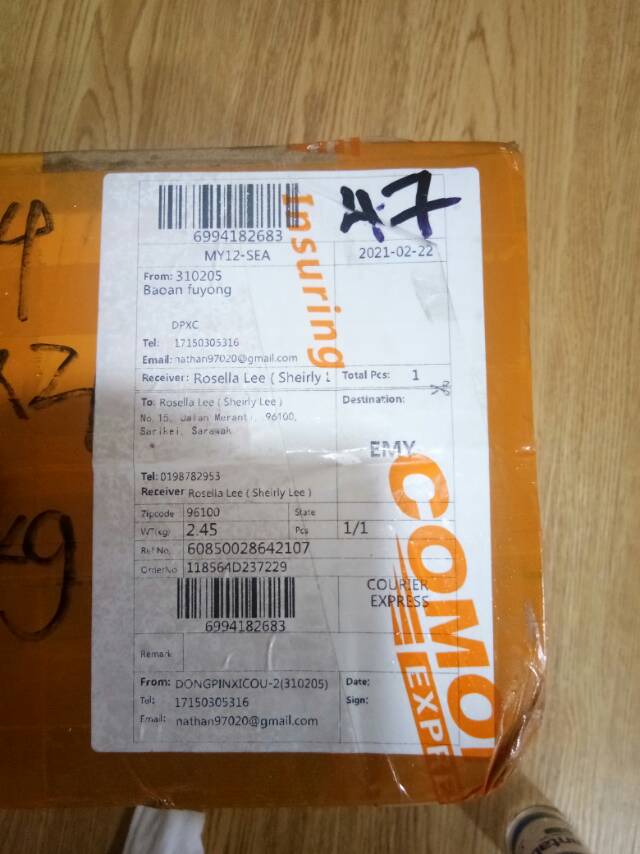 6994182683
47
MY12-SEA 2021-02-22
Insuring
From: 310205
Baoan fuyong
DPXC
Tel: 17150305316
Email: nathan97020@gmail.com
Receiver: Rosella Lee ( Sheirly L Total Pcs: 1
To: Rosella Lee ( Sheirly Lee ) Destination:
No.15, Jalan Meranti, 96100,
Sarikei, Sarawak
EMY
Tel: 0198782953
Receiver Rosella Lee ( Sheirly Lee )
Zipcode 96100 State
WT(kg) 2.45 Pcs 1/1
Ref No. 60850028642107
OrderNo 118564D237229
COURIER
EXPRESS
6994182683
Remark
From: DONGPINXICOU-2(310205) Date:
Tel: 17150305316 Sign:
Email: nathan97020@gmail.com
COMO
EXPRE
kg